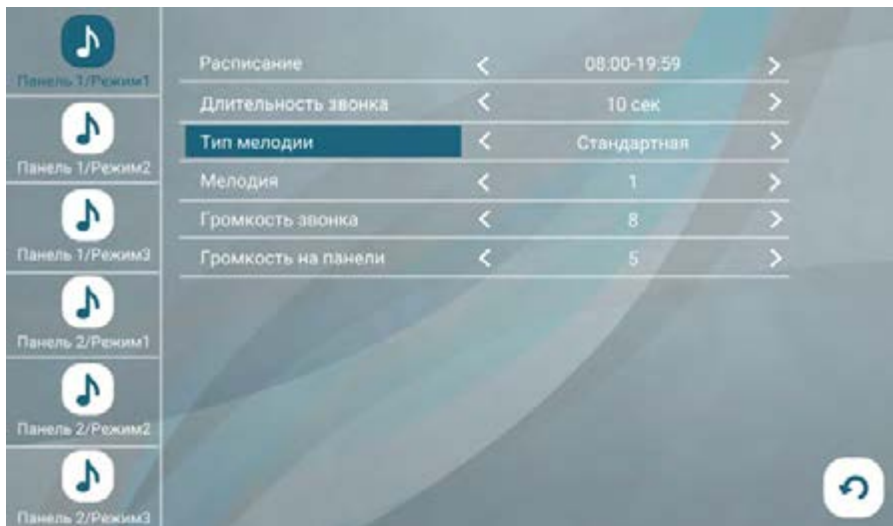 Панель 1/Режим1
Панель 1/Режим2
Панель 1/Режим3
Панель 2/Режим1
Панель 2/Режим2
Панель 2/Режим3
Расписание 08:00-19:59
Длительность звонка 10 сек
Тип мелодии Стандартная
Мелодия 1
Громкость звонка 8
Громкость на панели 5